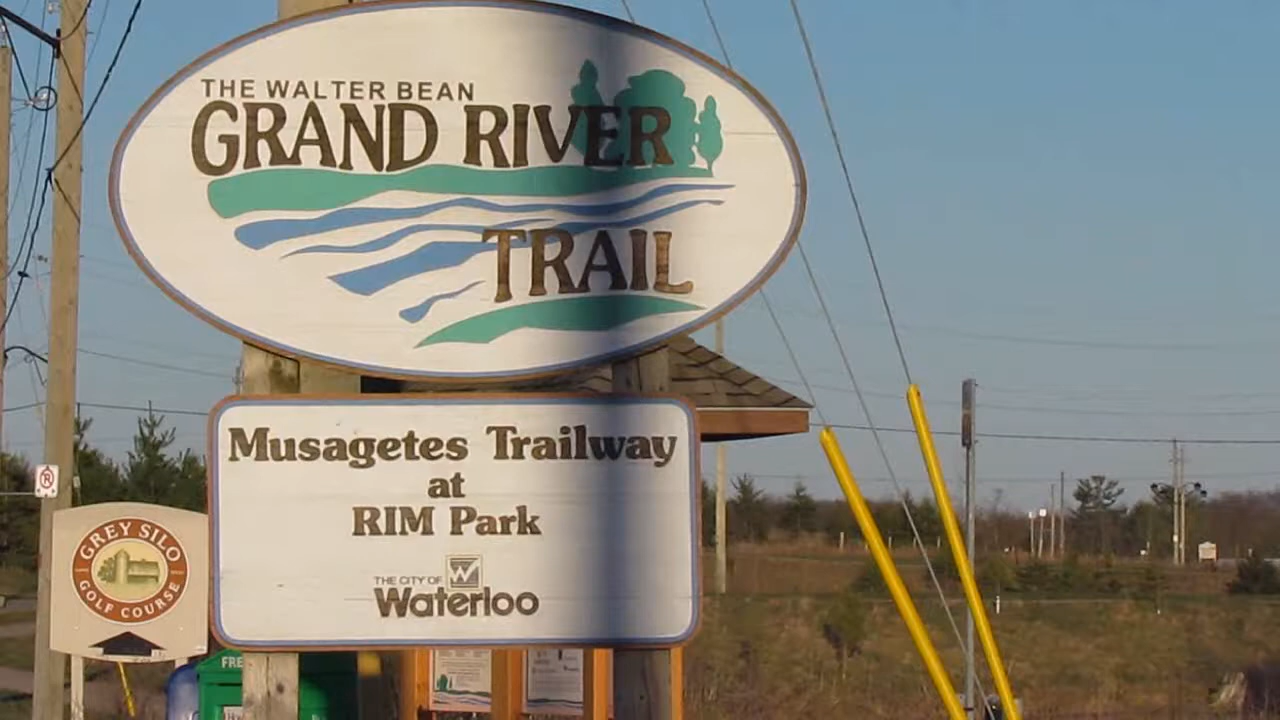 THE WALTER BEAN
GRAND RIVER
TRAIL
Musagetes Trailway
at
RIM Park
THE CITY OF
Waterloo
GREY SILO
GOLF COURSE
FRE